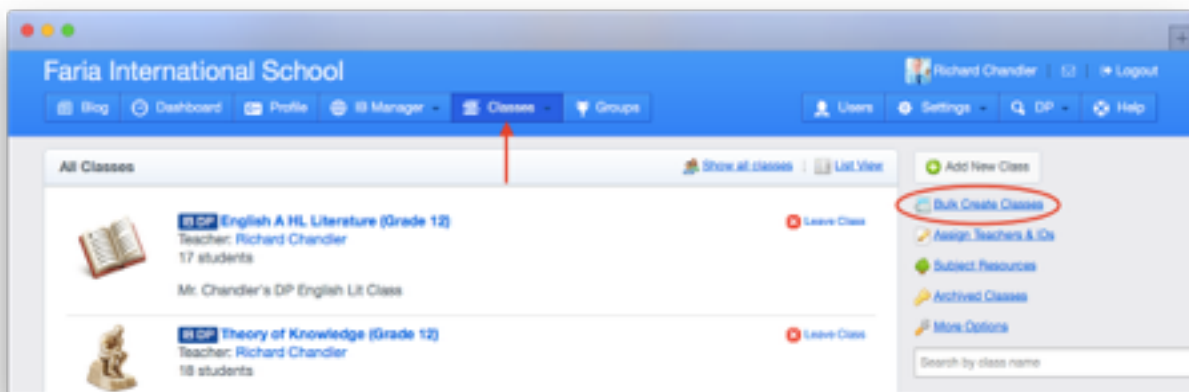 Faria International School
Richard Chandler Logout
Blog Dashboard Profile IB Manager Classes Groups Users Settings DP Help
All Classes Show all classes List View
Add New Class
Bulk Create Classes
Assign Teachers & IDs
Subject Resources
Archived Classes
More Options
Search by class name
IB DP English A HL Literature (Grade 12) Leave Class
Teacher: Richard Chandler
17 students
Mr. Chandler's DP English Lit Class
IB DP Theory of Knowledge (Grade 12) Leave Class
Teacher: Richard Chandler
18 students